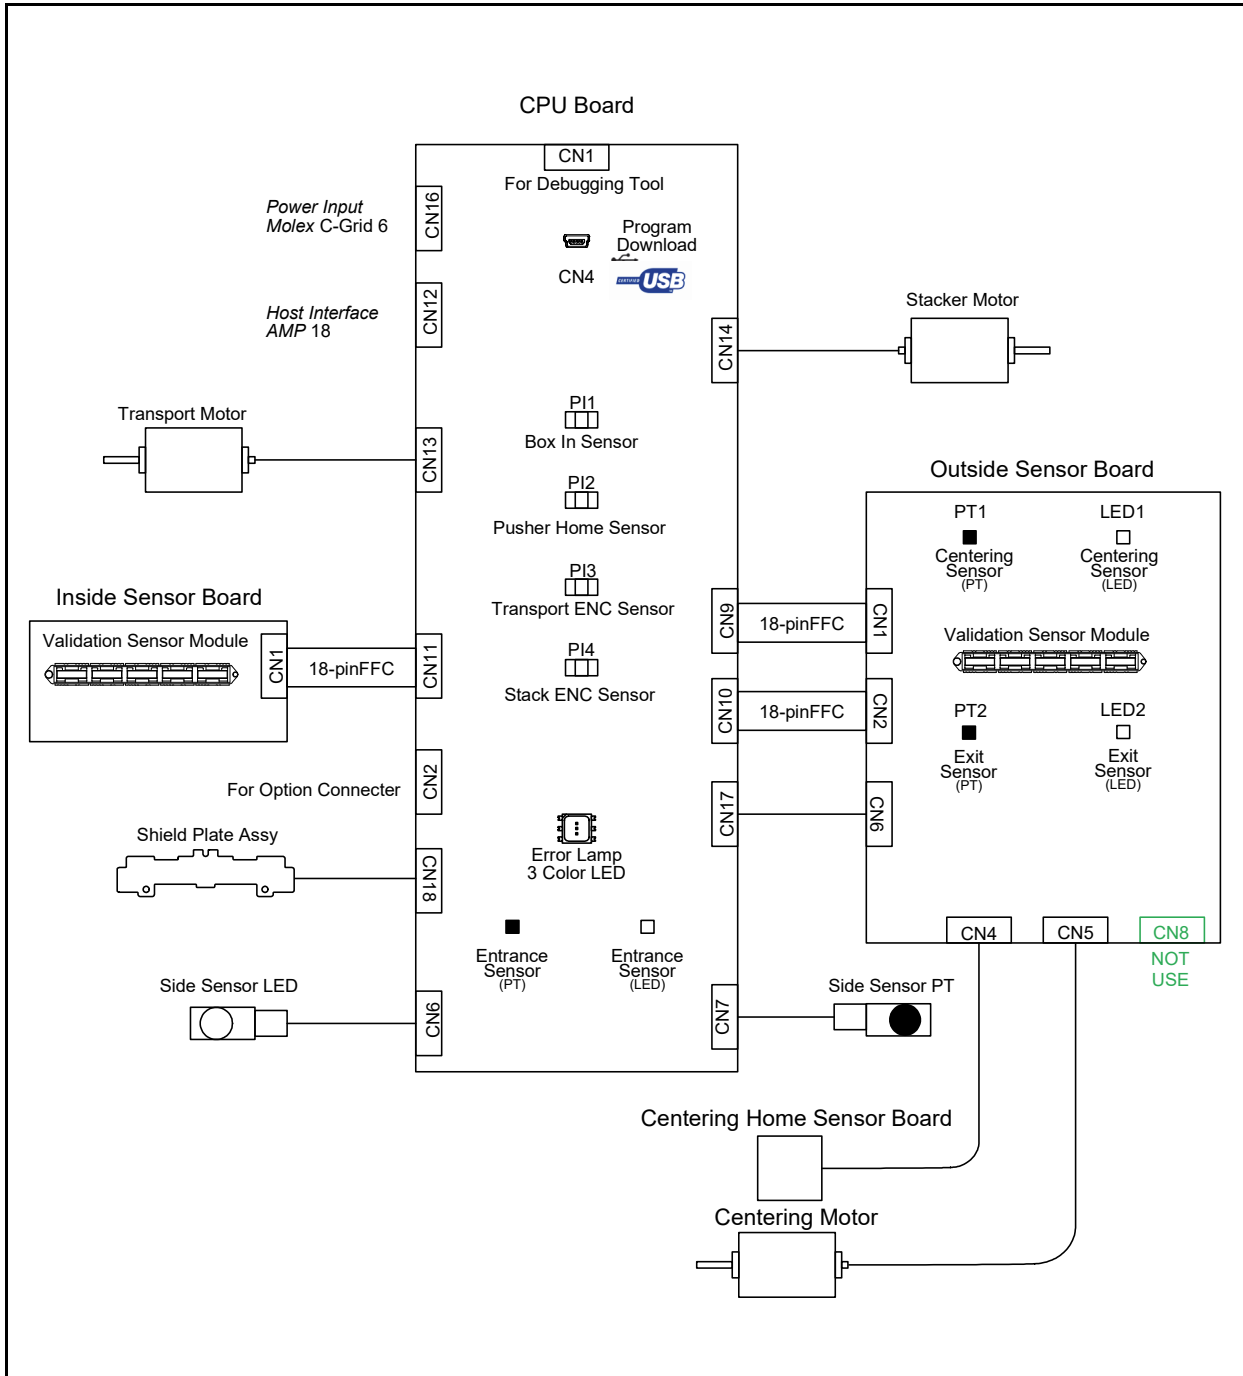 CPU Board
CN1
For Debugging Tool
CN16
Power Input
Molex C-Grid 6
Program
Download
CN4
CERTIFIED USB
CN12
Host Interface
AMP 18
CN14
Stacker Motor
Transport Motor
CN13
PI1
Box In Sensor
PI2
Pusher Home Sensor
PI3
Transport ENC Sensor
PI4
Stack ENC Sensor
Inside Sensor Board
Validation Sensor Module
CN1
18-pinFFC
CN11
CN9
18-pinFFC
CN1
CN10
18-pinFFC
CN2
CN17
CN6
Outside Sensor Board
PT1
Centering
Sensor
(PT)
LED1
Centering
Sensor
(LED)
Validation Sensor Module
PT2
Exit
Sensor
(PT)
LED2
Exit
Sensor
(LED)
CN4
CN5
CN8
NOT
USE
For Option Connecter
CN2
Shield Plate Assy
CN18
Error Lamp
3 Color LED
Entrance
Sensor
(PT)
Entrance
Sensor
(LED)
Side Sensor LED
CN6
CN7
Side Sensor PT
Centering Home Sensor Board
Centering Motor